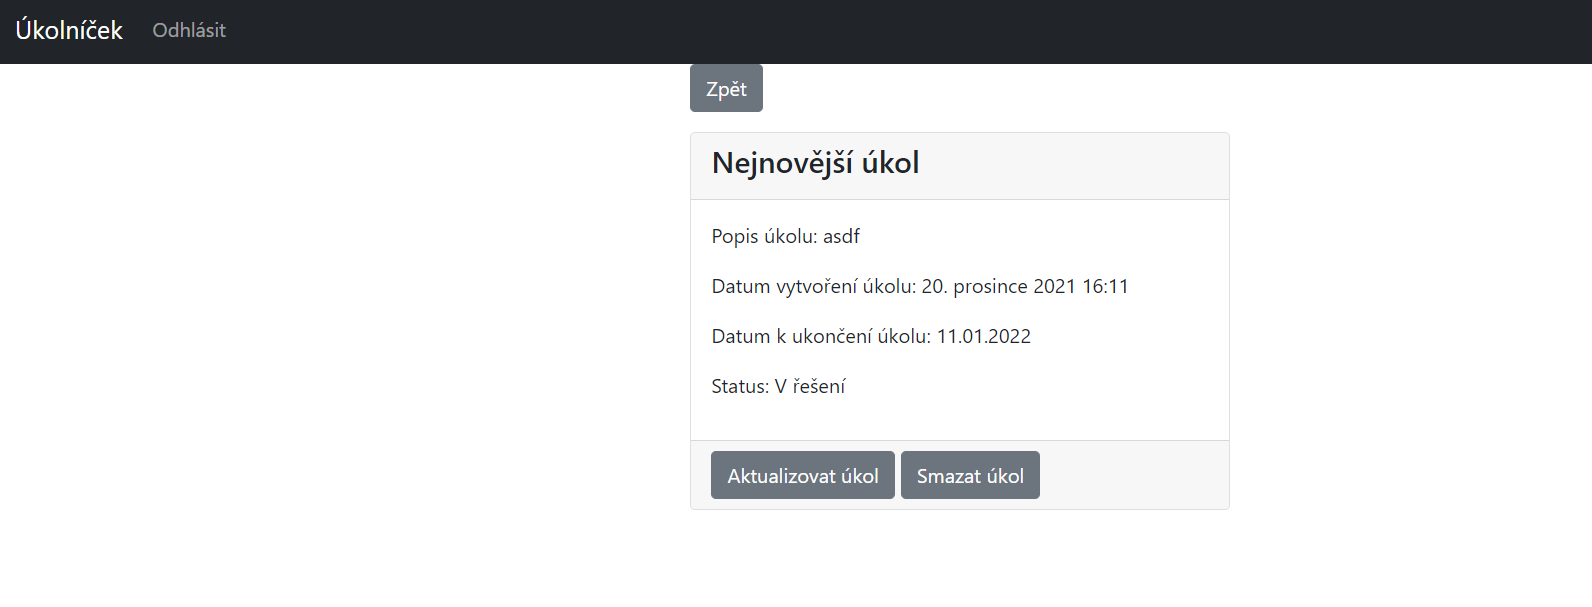 Úkolníček Odhlásit
Zpět
Nejnovější úkol
Popis úkolu: asdf
Datum vytvoření úkolu: 20. prosince 2021 16:11
Datum k ukončení úkolu: 11.01.2022
Status: V řešení
Aktualizovat úkol Smazat úkol